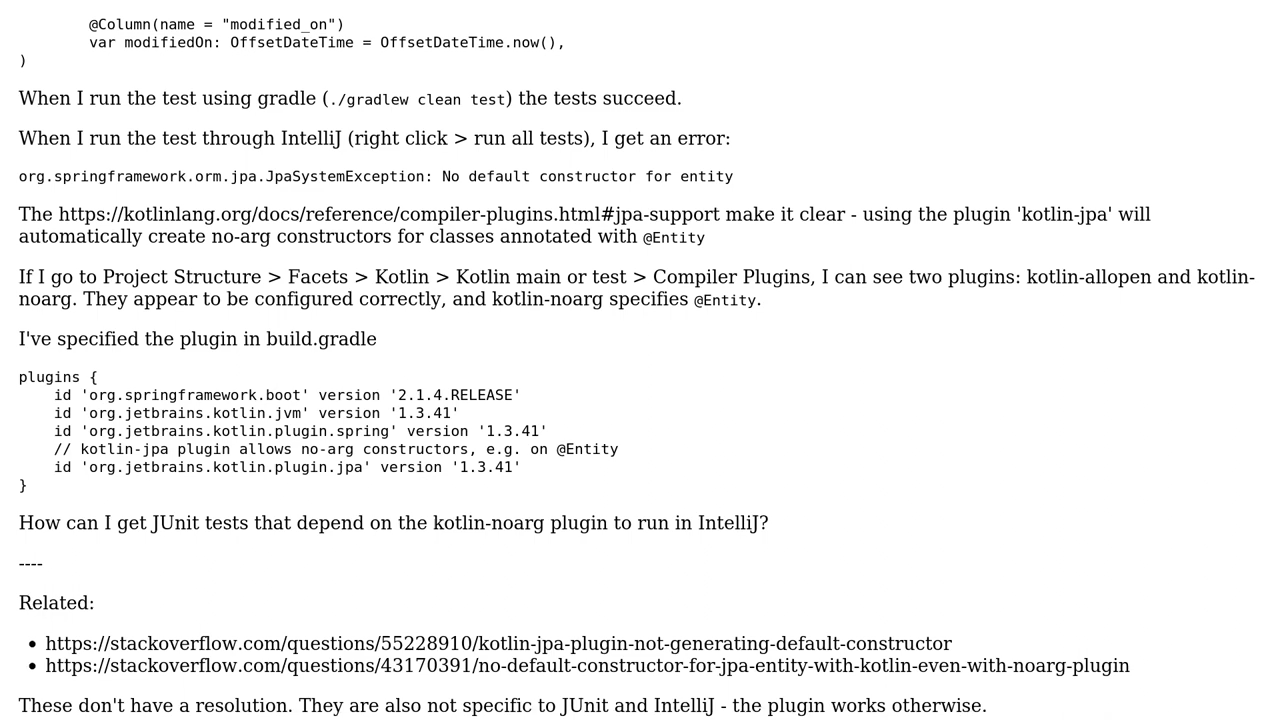 @Column(name = "modified_on")
var modifiedOn: OffsetDateTime = OffsetDateTime.now(),
)
When I run the test using gradle (./gradlew clean test) the tests succeed.
When I run the test through IntelliJ (right click > run all tests), I get an error:
org.springframework.orm.jpa.JpaSystemException: No default constructor for entity
The https://kotlinlang.org/docs/reference/compiler-plugins.html#jpa-support make it clear - using the plugin 'kotlin-jpa' will
automatically create no-arg constructors for classes annotated with @Entity
If I go to Project Structure > Facets > Kotlin > Kotlin main or test > Compiler Plugins, I can see two plugins: kotlin-allopen and kotlin-
noarg. They appear to be configured correctly, and kotlin-noarg specifies @Entity.
I've specified the plugin in build.gradle
plugins {
    id 'org.springframework.boot' version '2.1.4.RELEASE'
    id 'org.jetbrains.kotlin.jvm' version '1.3.41'
    id 'org.jetbrains.kotlin.plugin.spring' version '1.3.41'
    // kotlin-jpa plugin allows no-arg constructors, e.g. on @Entity
    id 'org.jetbrains.kotlin.plugin.jpa' version '1.3.41'
}
How can I get JUnit tests that depend on the kotlin-noarg plugin to run in IntelliJ?
----
Related:
• https://stackoverflow.com/questions/55228910/kotlin-jpa-plugin-not-generating-default-constructor
• https://stackoverflow.com/questions/43170391/no-default-constructor-for-jpa-entity-with-kotlin-even-with-noarg-plugin
These don't have a resolution. They are also not specific to JUnit and IntelliJ - the plugin works otherwise.